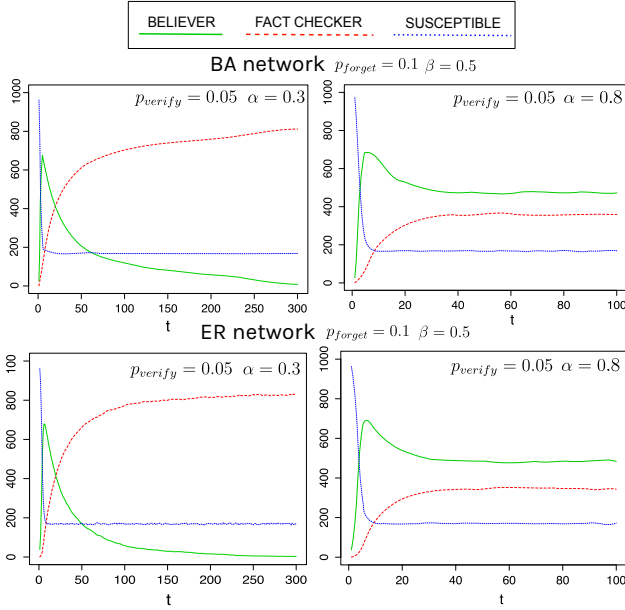 BELIEVER FACT CHECKER SUSCEPTIBLE
BA network p_forget = 0.1 β = 0.5
p_verify = 0.05 α = 0.3
0 200 400 600 800 1000
0 50 100 150 200 250 300
t
p_verify = 0.05 α = 0.8
0 200 400 600 800 1000
0 20 40 60 80 100
t
ER network p_forget = 0.1 β = 0.5
p_verify = 0.05 α = 0.3
0 200 400 600 800 100
0 50 100 150 200 250 300
t
p_verify = 0.05 α = 0.8
0 200 400 600 800 1000
0 20 40 60 80 100
t